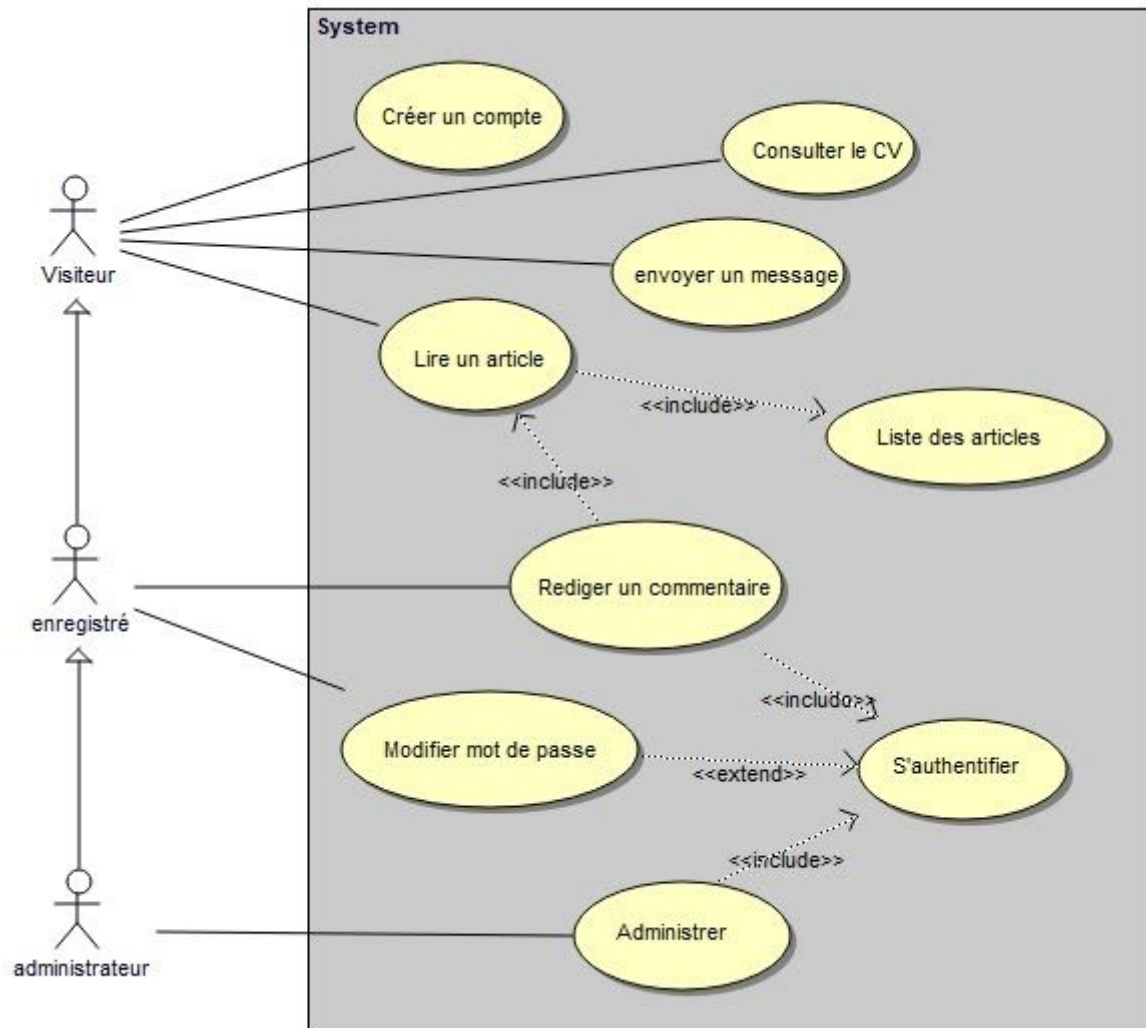 System
Créer un compte
Consulter le CV
Visiteur
envoyer un message
Lire un article
<<include>>
Liste des articles
<<include>>
Rediger un commentaire
enregistré
<<include>>
Modifier mot de passe
S'authentifier
<<extend>>
<<include>>
Administrer
administrateur